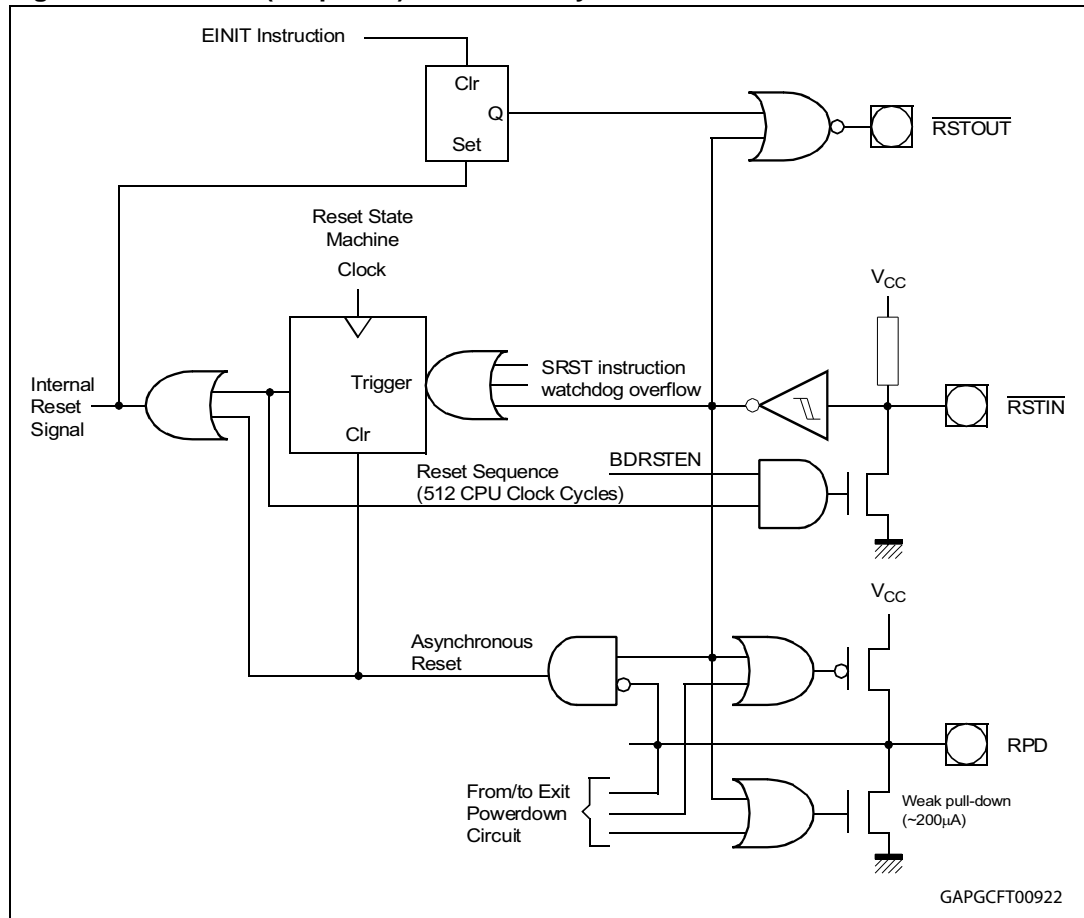 EINIT Instruction
Clr
Q
Set
RSTOUT
Reset State
Machine
Clock
VCC
Trigger
SRST instruction
watchdog overflow
Internal
Reset
Signal
RSTIN
Clr
BDRSTEN
Reset Sequence
(512 CPU Clock Cycles)
VCC
Asynchronous
Reset
RPD
From/to Exit
Powerdown
Circuit
Weak pull-down
(~200µA)
GAPGCFT00922